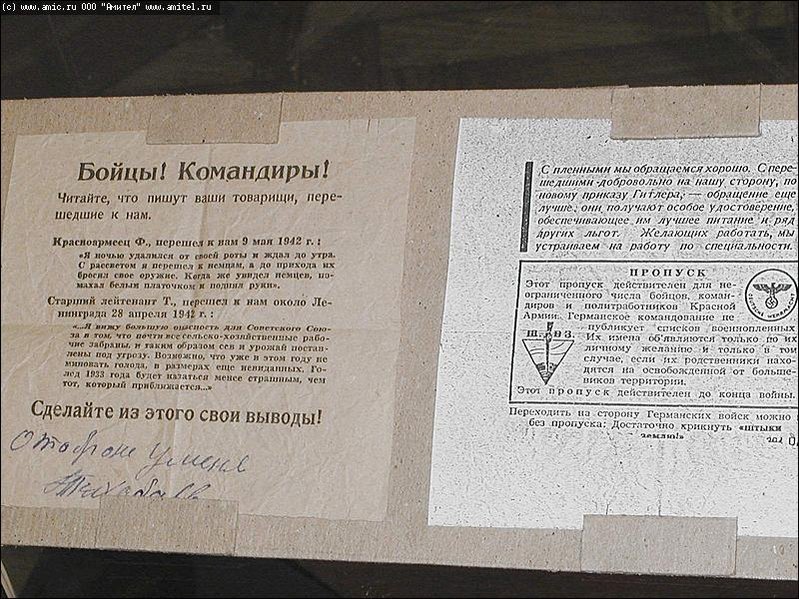 (c) www.amic.ru ООО "Амител" www.amitel.ru
Бойцы! Командиры!
Читайте, что пишут ваши товарищи, пере-
шедшие к нам.
Красноармеец Ф., перешел к нам 9 мая 1942 г.:
«Я ночью удалился от своей роты и ждал до утра.
С рассветом я перешел к немцам, а до прихода их
бросил свое оружие. Когда же увидел немцев, по-
махал белым платочком и поднял руки».
Старший лейтенант Т., перешел к нам около Ле-
нинграда 28 апреля 1942 г.:
«...Я вижу большую опасность для Советского Сою-
за в том, что почти все сельско-хозяйственные рабо-
чие забраны, и таким образом сев и урожай постав-
лены под угрозу. Возможно, что уже в этом году не
миновать голода, в размерах еще невиданных. Го-
лод 1933 года будет казаться менее страшным, чем
тот, который приближается...»
Сделайте из этого свои выводы!
С пленными мы обращаемся хорошо. С пере-
шедшими добровольно на нашу сторону, по
новому приказу Гитлера, — обращение еще
лучше: они получают особое удостоверение,
обеспечивающее им лучшее питание и ряд
других льгот. Желающих работать, мы
устраиваем на работу по специальности.
ПРОПУСК
Этот пропуск действителен для не-
ограниченного числа бойцов, коман-
диров и политработников Красной
Армии. Германское командование не
публикует списков военнопленных
Их имена об'являются только по их
личному желанию и только в том
случае, если их родственники нахо-
дятся на освобожденной от больше-
виков территории.
Этот пропуск действителен до конца войны.
Переходить на сторону Германских войск можно
без пропуска: Достаточно крикнуть «штыки
землю!»